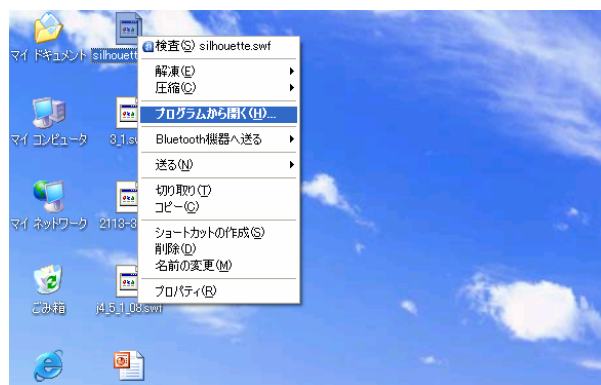 マイ ドキュメント
silhouett
検査(S) silhouette.swf
解凍(E)
圧縮(C)
プログラムから開く(H)...
Bluetooth機器へ送る
送る(N)
切り取り(T)
コピー(C)
ショートカットの作成(S)
削除(D)
名前の変更(M)
プロパティ(R)
マイ コンピュータ
3_1.sw
マイ ネットワーク
2113-3
ごみ箱
j4_5_1_08.swf